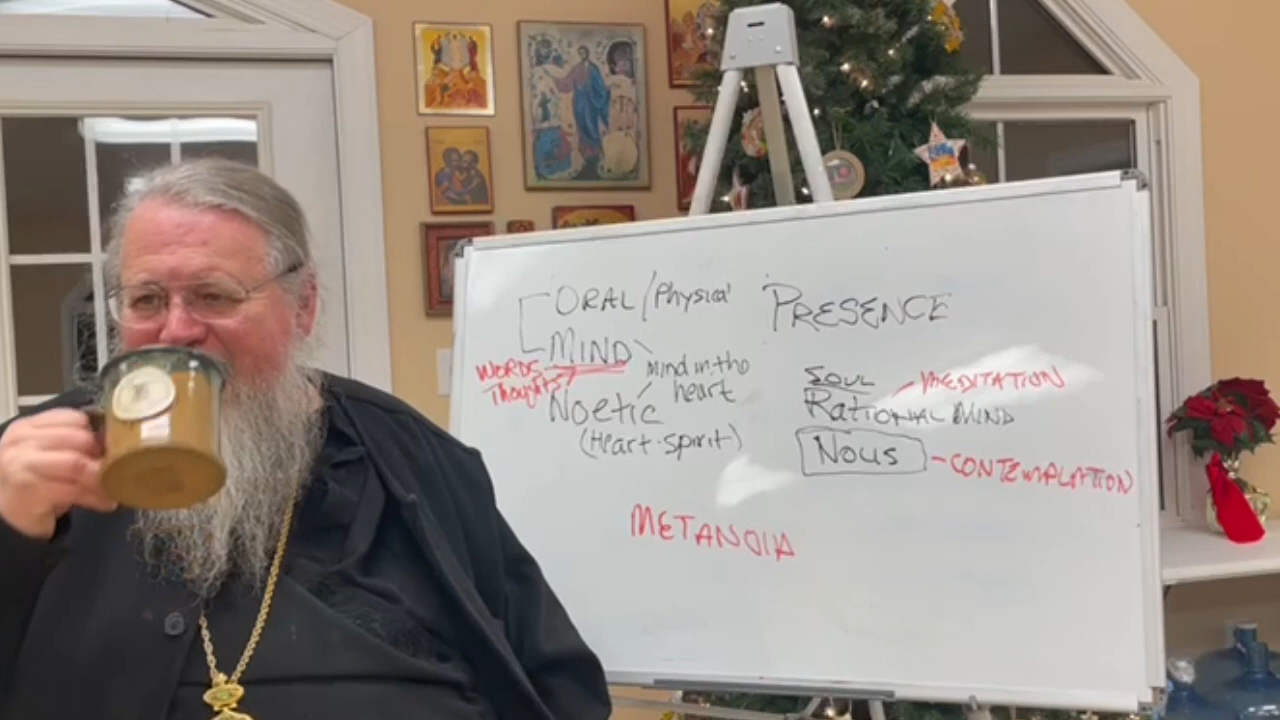 ORAL/Physical
MIND
WORDS
Thoughts
Mind in the
heart
Noetic
(Heart-spirit)
PRESENCE
SOUL
MEDITATION
RATIONAL MIND
NOUS
-CONTEMPLATION
METANOIA